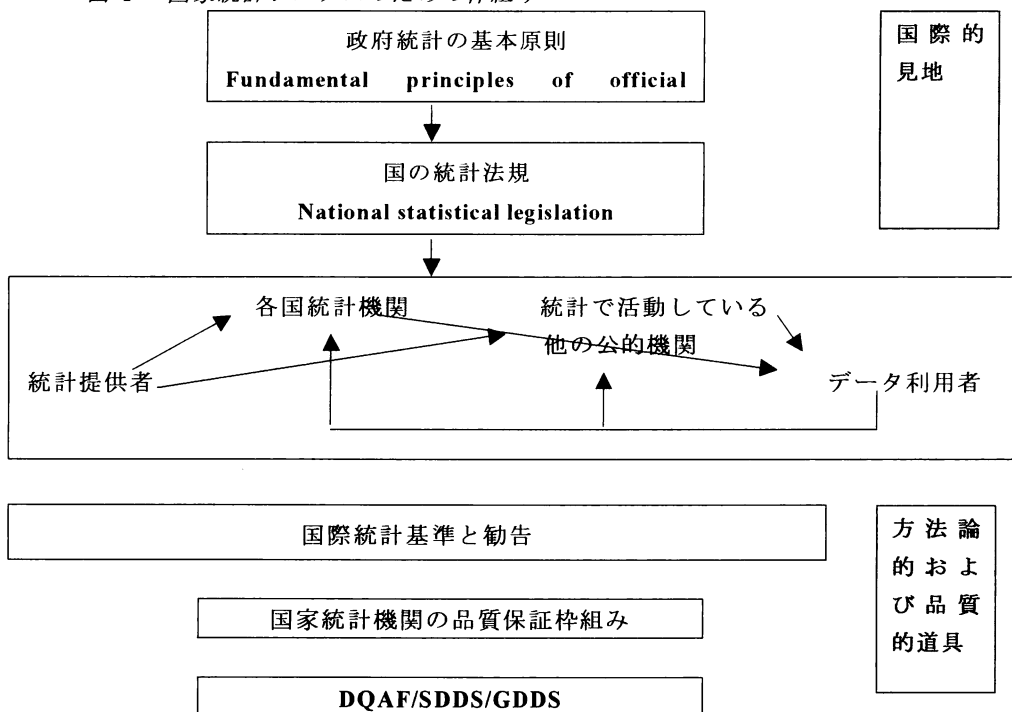 政府統計の基本原則
Fundamental principles of official
国際的
見地
国の統計法規
National statistical legislation
各国統計機関
統計で活動している
他の公的機関
統計提供者
データ利用者
国際統計基準と勧告
方法論
的およ
び品質
的道具
国家統計機関の品質保証枠組み
DQAF/SDDS/GDDS